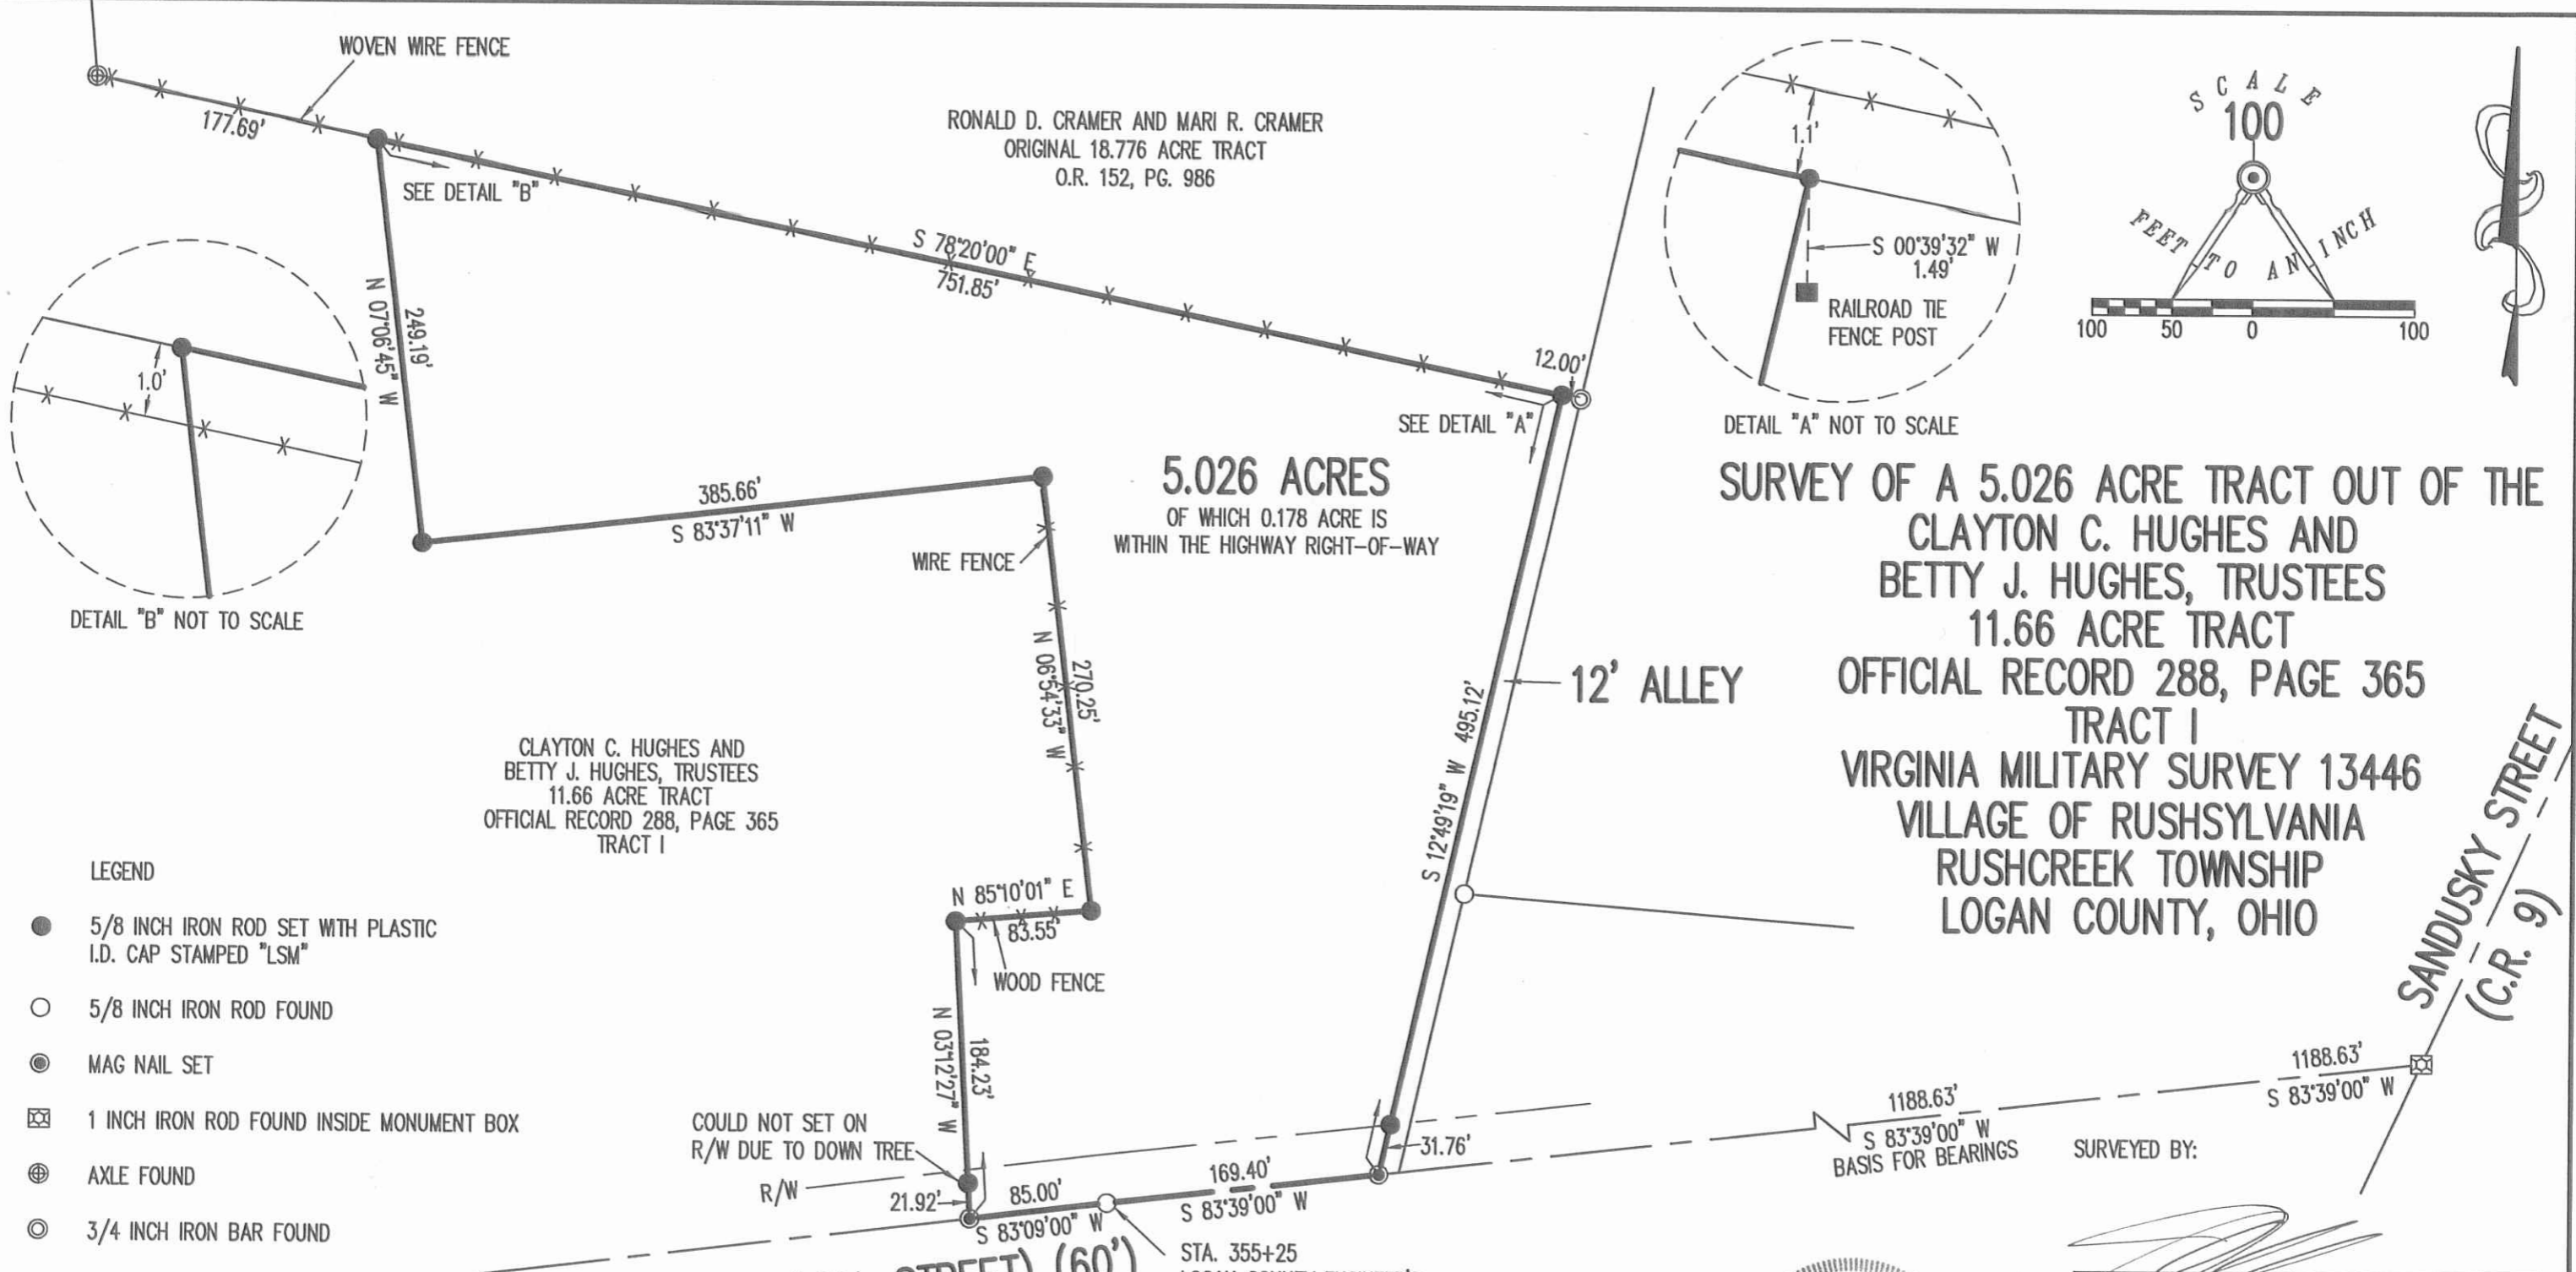 WOVEN WIRE FENCE
177.69'
SEE DETAIL "B"
RONALD D. CRAMER AND MARI R. CRAMER
ORIGINAL 18.776 ACRE TRACT
O.R. 152, PG. 986
S 78°20'00" E
751.85'
1.1'
S 00°39'32" W
1.49'
RAILROAD TIE
FENCE POST
DETAIL "A" NOT TO SCALE
SCALE
100
FEET TO AN INCH
100 50 0 100
1.0'
DETAIL "B" NOT TO SCALE
N 07°06'45" W
249.19'
12.00'
SEE DETAIL "A"
385.66'
S 83°37'11" W
5.026 ACRES
OF WHICH 0.178 ACRE IS
WITHIN THE HIGHWAY RIGHT-OF-WAY
WIRE FENCE
N 06°54'33" W
270.25'
S 12°49'19" W 495.12'
12' ALLEY
SURVEY OF A 5.026 ACRE TRACT OUT OF THE
CLAYTON C. HUGHES AND
BETTY J. HUGHES, TRUSTEES
11.66 ACRE TRACT
OFFICIAL RECORD 288, PAGE 365
TRACT I
VIRGINIA MILITARY SURVEY 13446
VILLAGE OF RUSHSYLVANIA
RUSHCREEK TOWNSHIP
LOGAN COUNTY, OHIO
SANDUSKY STREET
(C.R. 9)
CLAYTON C. HUGHES AND
BETTY J. HUGHES, TRUSTEES
11.66 ACRE TRACT
OFFICIAL RECORD 288, PAGE 365
TRACT I
LEGEND
5/8 INCH IRON ROD SET WITH PLASTIC
I.D. CAP STAMPED "LSM"
5/8 INCH IRON ROD FOUND
MAG NAIL SET
1 INCH IRON ROD FOUND INSIDE MONUMENT BOX
AXLE FOUND
3/4 INCH IRON BAR FOUND
N 85°10'01" E
83.55'
WOOD FENCE
N 03°12'27" W
184.23'
COULD NOT SET ON
R/W DUE TO DOWN TREE
R/W
21.92'
85.00'
S 83°09'00" W
169.40'
S 83°39'00" W
31.76'
1188.63'
S 83°39'00" W
BASIS FOR BEARINGS
1188.63'
S 83°39'00" W
SURVEYED BY:
STREET) (60')
STA. 355+25